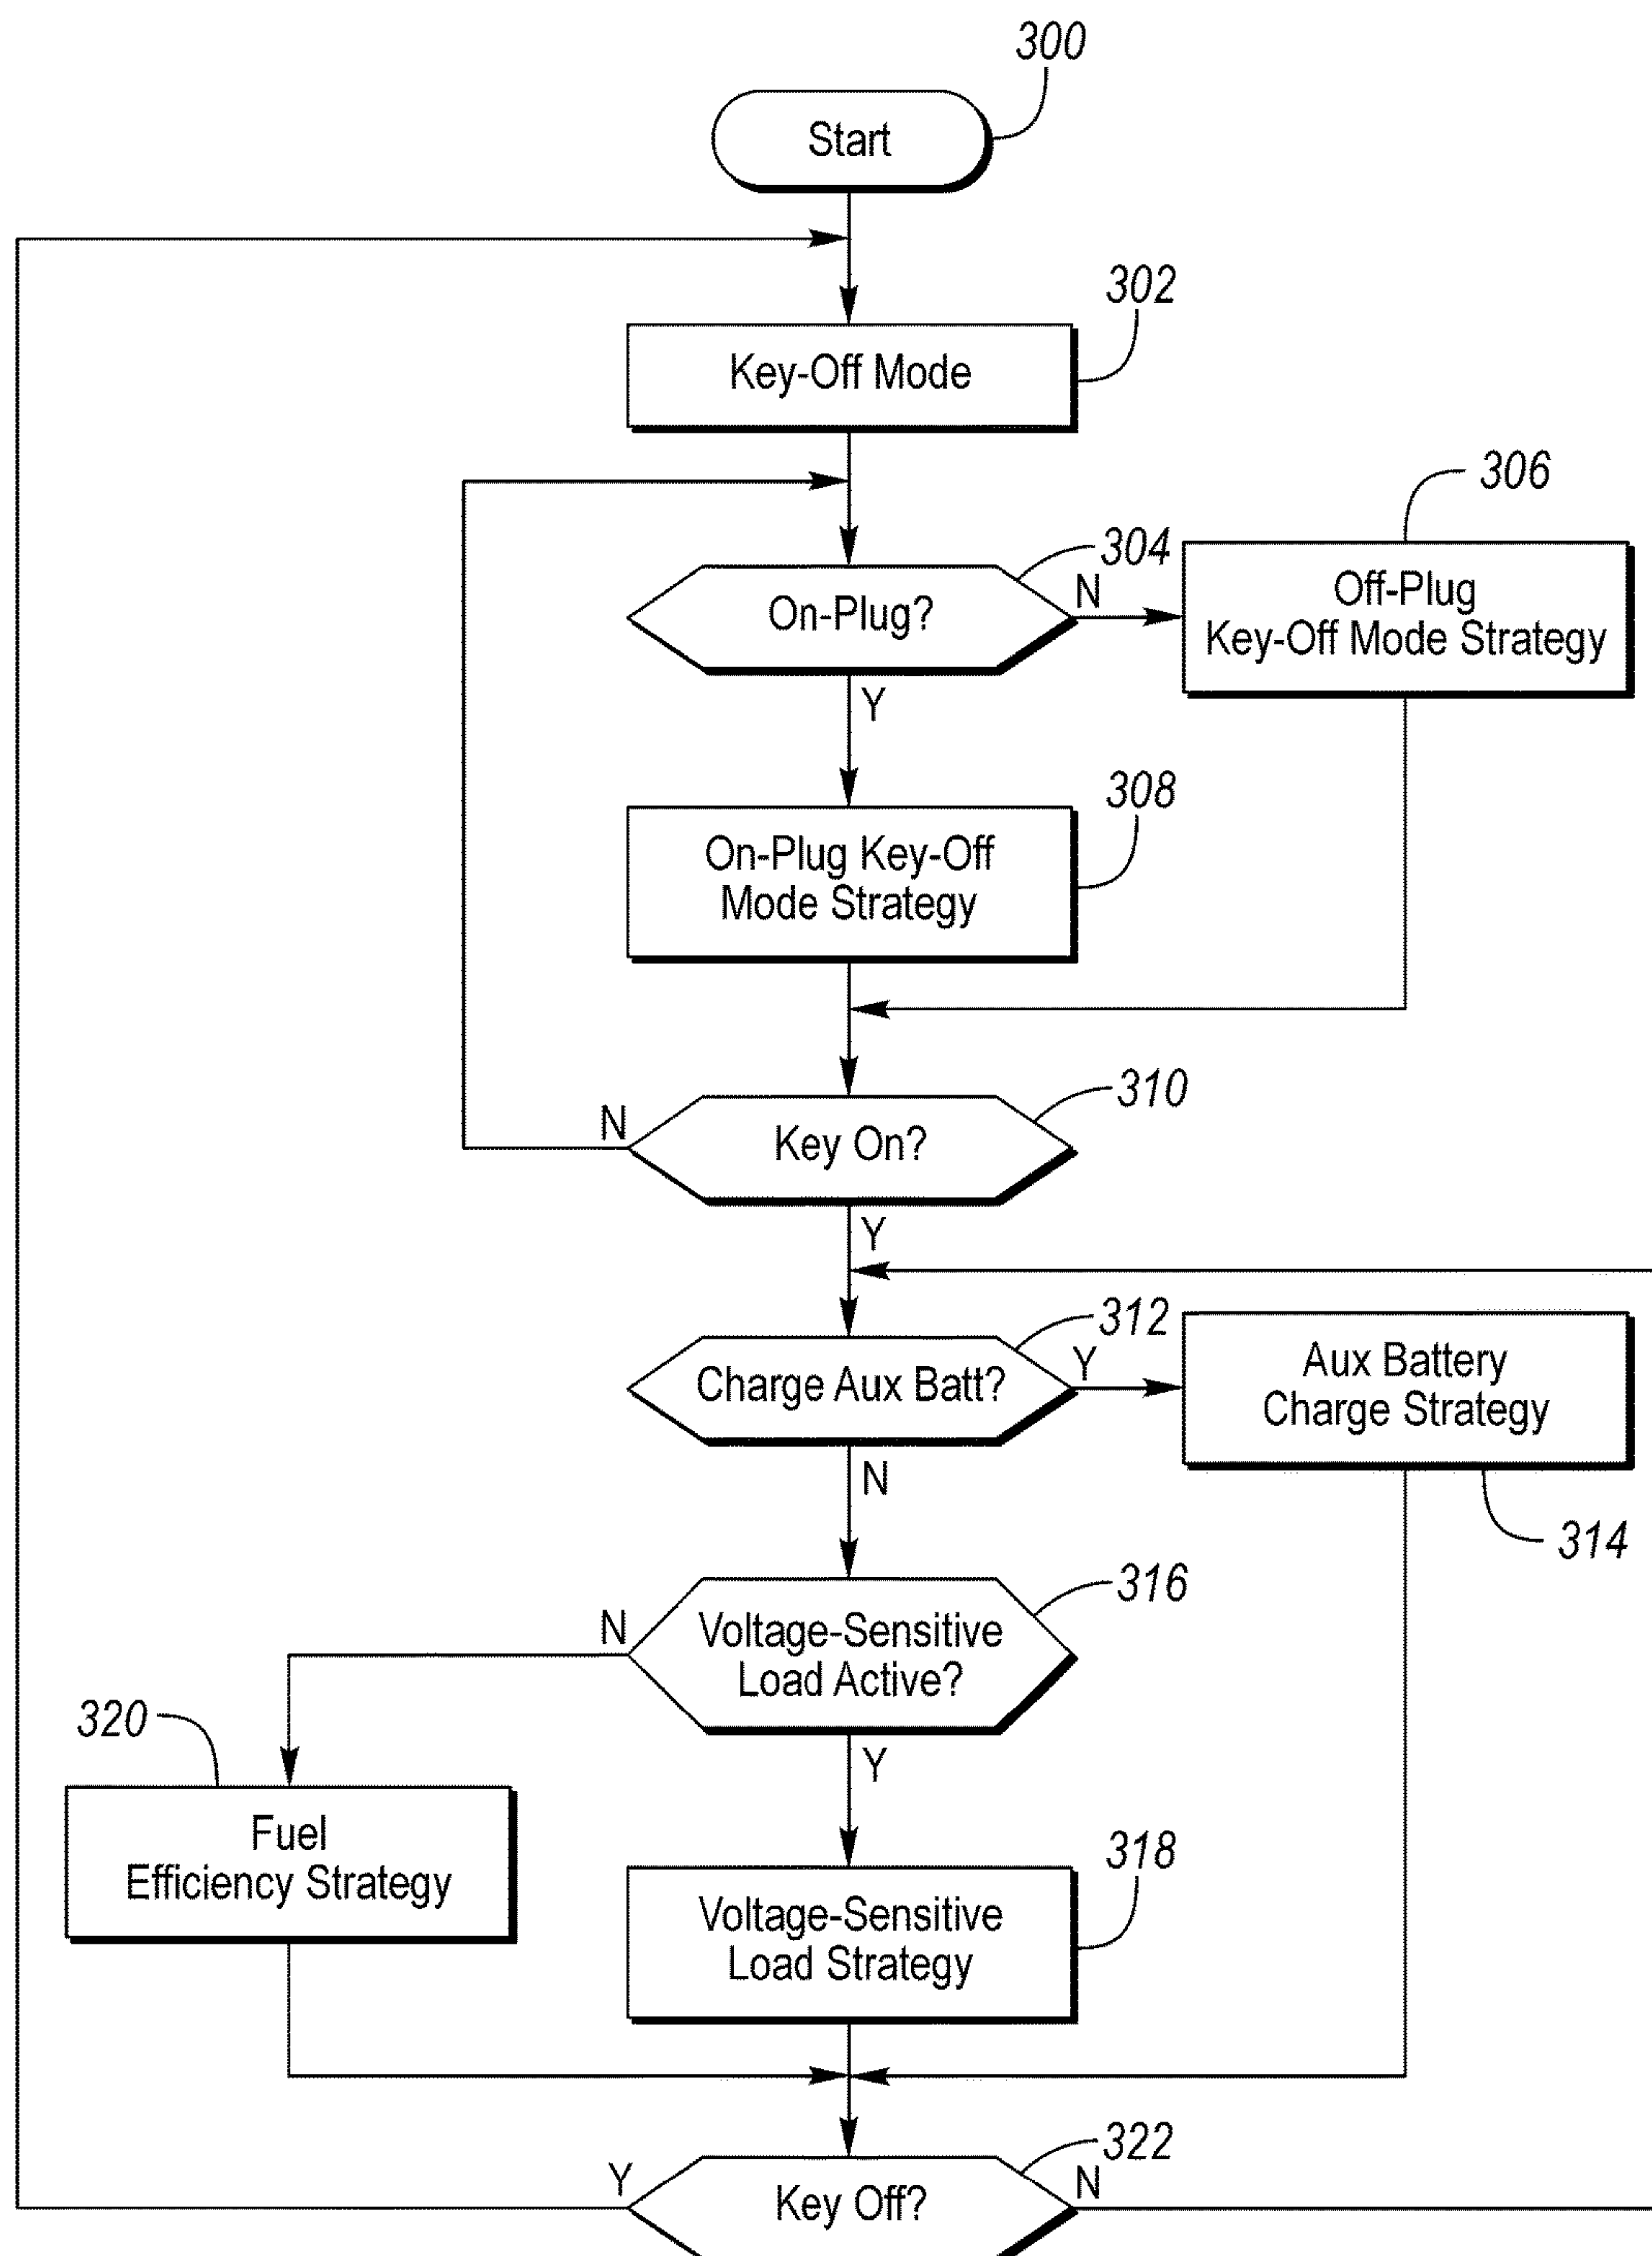 300
Start
302
Key-Off Mode
306
304
On-Plug?
N
Off-Plug
Key-Off Mode Strategy
Y
308
On-Plug Key-Off
Mode Strategy
310
N
Key On?
Y
312
Charge Aux Batt?
Y
Aux Battery
Charge Strategy
N
314
316
N
Voltage-Sensitive
Load Active?
320
Y
Fuel
Efficiency Strategy
318
Voltage-Sensitive
Load Strategy
322
Y
Key Off?
N